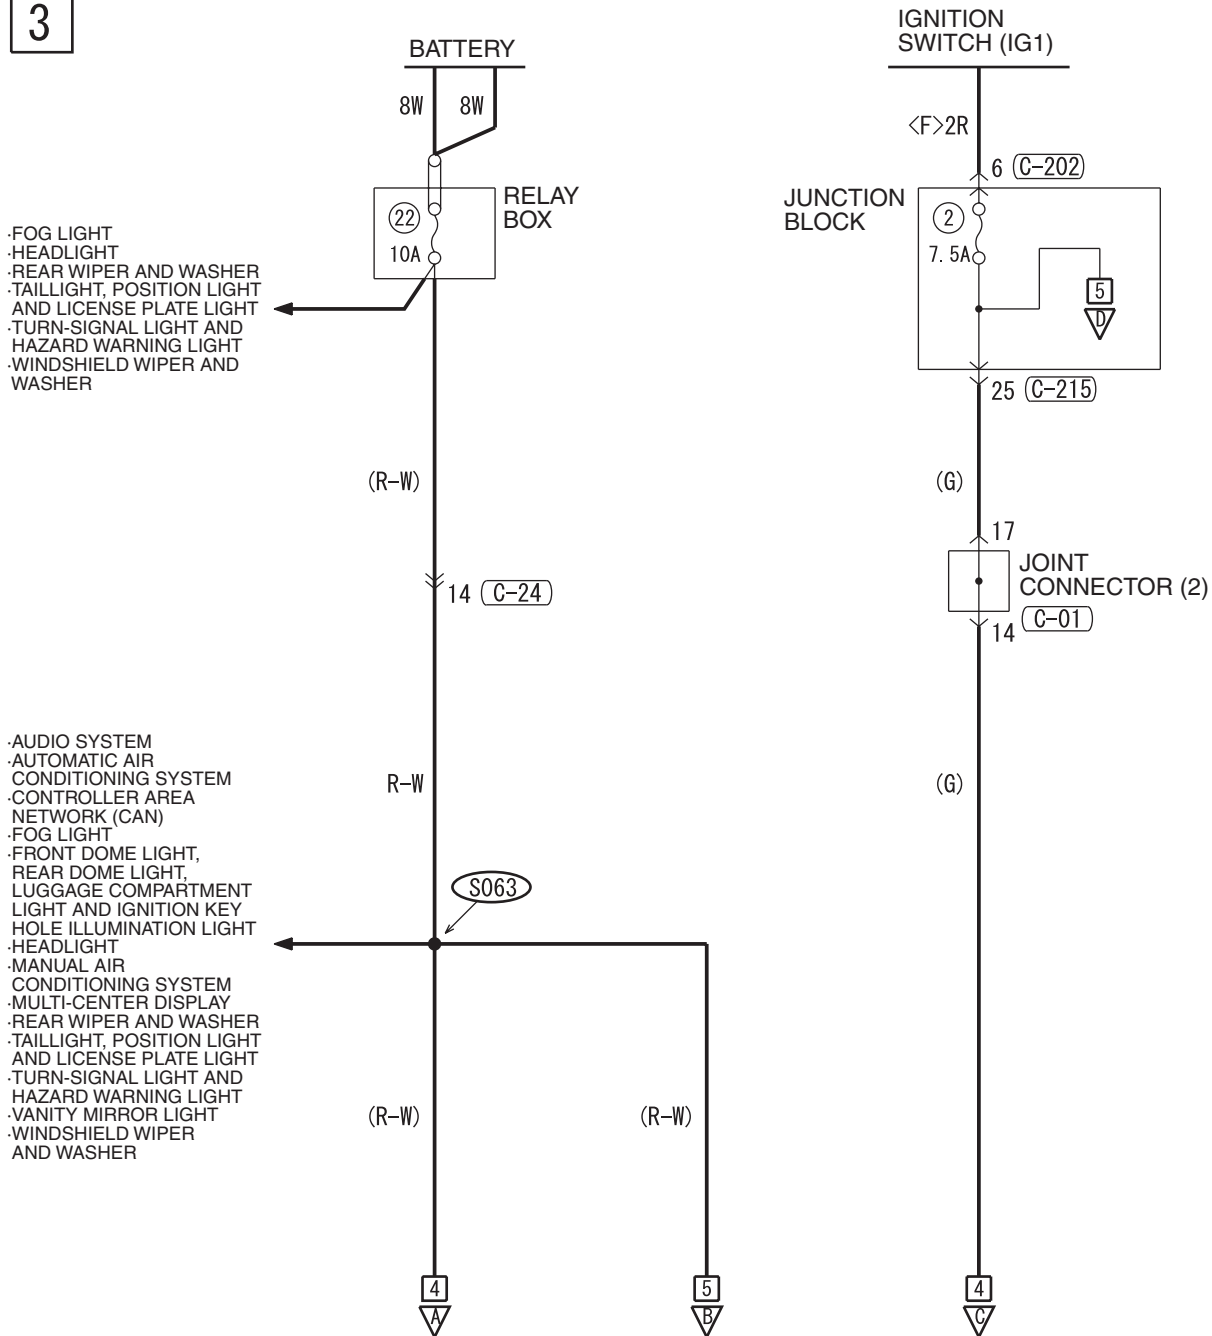 3
BATTERY
IGNITION
SWITCH (IG1)
8W
8W
<F>2R
6
C-202
RELAY
BOX
JUNCTION
BLOCK
22
10A
2
7.5A
5
D
·FOG LIGHT
·HEADLIGHT
·REAR WIPER AND WASHER
·TAILLIGHT, POSITION LIGHT
AND LICENSE PLATE LIGHT
·TURN-SIGNAL LIGHT AND
HAZARD WARNING LIGHT
·WINDSHIELD WIPER AND
WASHER
25
C-215
(R-W)
(G)
17
JOINT
CONNECTOR (2)
14
C-24
14
C-01
·AUDIO SYSTEM
·AUTOMATIC AIR
CONDITIONING SYSTEM
·CONTROLLER AREA
NETWORK (CAN)
·FOG LIGHT
·FRONT DOME LIGHT,
REAR DOME LIGHT,
LUGGAGE COMPARTMENT
LIGHT AND IGNITION KEY
HOLE ILLUMINATION LIGHT
·HEADLIGHT
·MANUAL AIR
CONDITIONING SYSTEM
·MULTI-CENTER DISPLAY
·REAR WIPER AND WASHER
·TAILLIGHT, POSITION LIGHT
AND LICENSE PLATE LIGHT
·TURN-SIGNAL LIGHT AND
HAZARD WARNING LIGHT
·VANITY MIRROR LIGHT
·WINDSHIELD WIPER
AND WASHER
R-W
(G)
S063
(R-W)
(R-W)
4
A
5
B
4
C